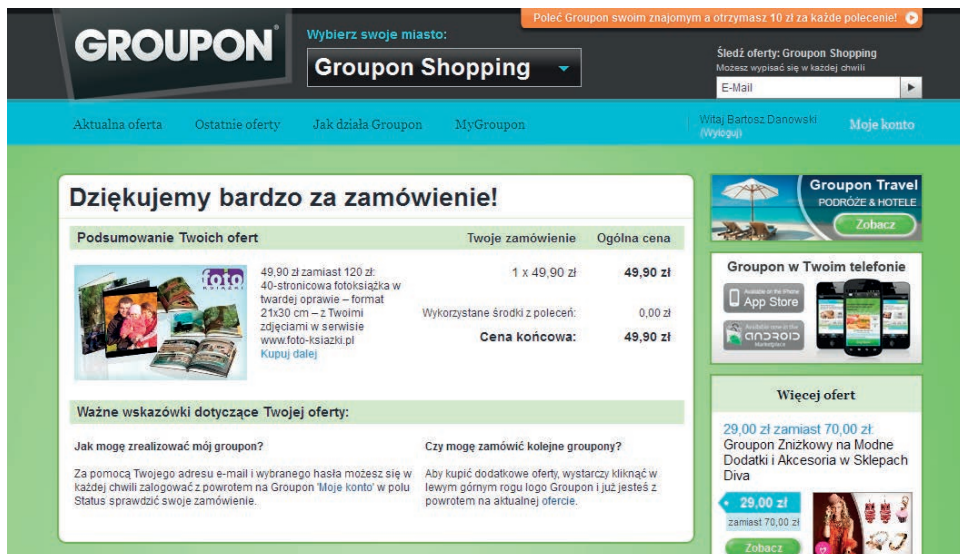 Poleć Groupon swoim znajomym a otrzymasz 10 zł za każde polecenie!
GROUPON
Wybierz swoje miasto:
Groupon Shopping
Śledź oferty: Groupon Shopping
Możesz wypisać się w każdej chwili
E-Mail
Aktualna oferta
Ostatnie oferty
Jak działa Groupon
MyGroupon
Witaj Bartosz Danowski
(Wyloguj)
Moje konto
Dziękujemy bardzo za zamówienie!
Podsumowanie Twoich ofert
Twoje zamówienie
Ogólna cena
foto
49,90 zł zamiast 120 zł:
40-stronicowa fotoksiążka w
twardej oprawie – format
21x30 cm – z Twoimi
zdjęciami w serwisie
www.foto-ksiazki.pl
Kupuj dalej
1 x 49,90 zł
49,90 zł
Wykorzystane środki z poleceń:
0,00 zł
Cena końcowa:
49,90 zł
Ważne wskazówki dotyczące Twojej oferty:
Jak mogę zrealizować mój groupon?
Za pomocą Twojego adresu e-mail i wybranego hasła możesz się w
każdej chwili zalogować z powrotem na Groupon 'Moje konto' w polu
Status sprawdzić swoje zamówienie.
Czy mogę zamówić kolejne groupony?
Aby kupić dodatkowe oferty, wystarczy kliknąć w
lewym górnym rogu logo Groupon i już jesteś z
powrotem na aktualnej ofercie.
Groupon Travel
PODRÓŻE & HOTELE
Zobacz
Groupon w Twoim telefonie
Available on the iPhone
App Store
Available now in the
ANDROID
Marketplace
Więcej ofert
29,00 zł zamiast 70,00 zł:
Groupon Zniżkowy na Modne
Dodatki i Akcesoria w Sklepach
Diva
29,00 zł
zamiast 70,00 zł
Zobacz